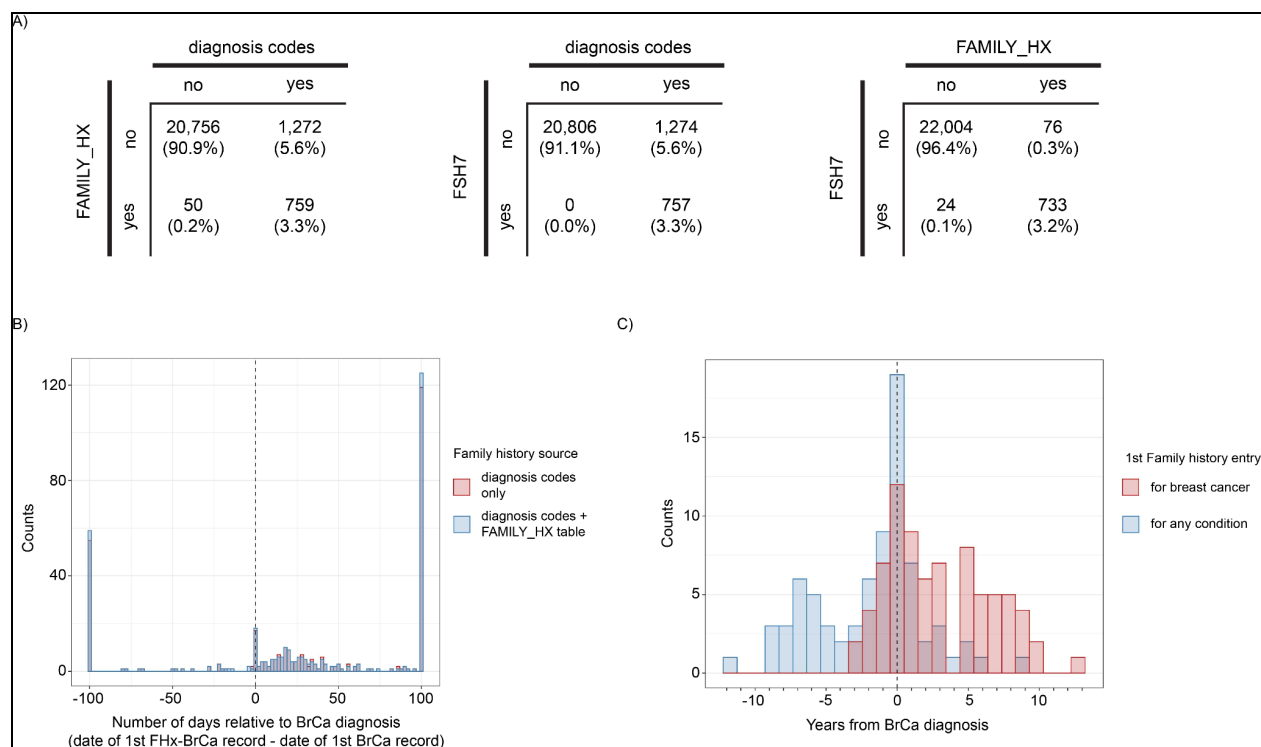 A)
diagnosis codes
no yes
FAMILY_HX
no
20,756 1,272
(90.9%) (5.6%)
yes
50 759
(0.2%) (3.3%)
diagnosis codes
no yes
FSH7
no
20,806 1,274
(91.1%) (5.6%)
yes
0 757
(0.0%) (3.3%)
FAMILY_HX
no yes
FSH7
no
22,004 76
(96.4%) (0.3%)
yes
24 733
(0.1%) (3.2%)
B)
120
80
40
0
Counts
-100 -50 0 50 100
Number of days relative to BrCa diagnosis
(date of 1st FHx-BrCa record - date of 1st BrCa record)
Family history source
diagnosis codes
only
diagnosis codes +
FAMILY_HX table
C)
15
10
5
0
Counts
-10 -5 0 5 10
Years from BrCa diagnosis
1st Family history entry
for breast cancer
for any condition